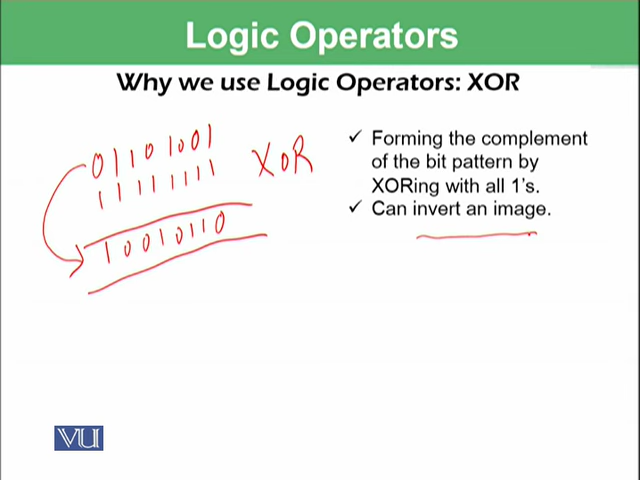 Logic Operators
Why we use Logic Operators: XOR
01101001
11111111 XOR
10010110
✓ Forming the complement
of the bit pattern by
XORing with all 1's.
✓ Can invert an image.
VU